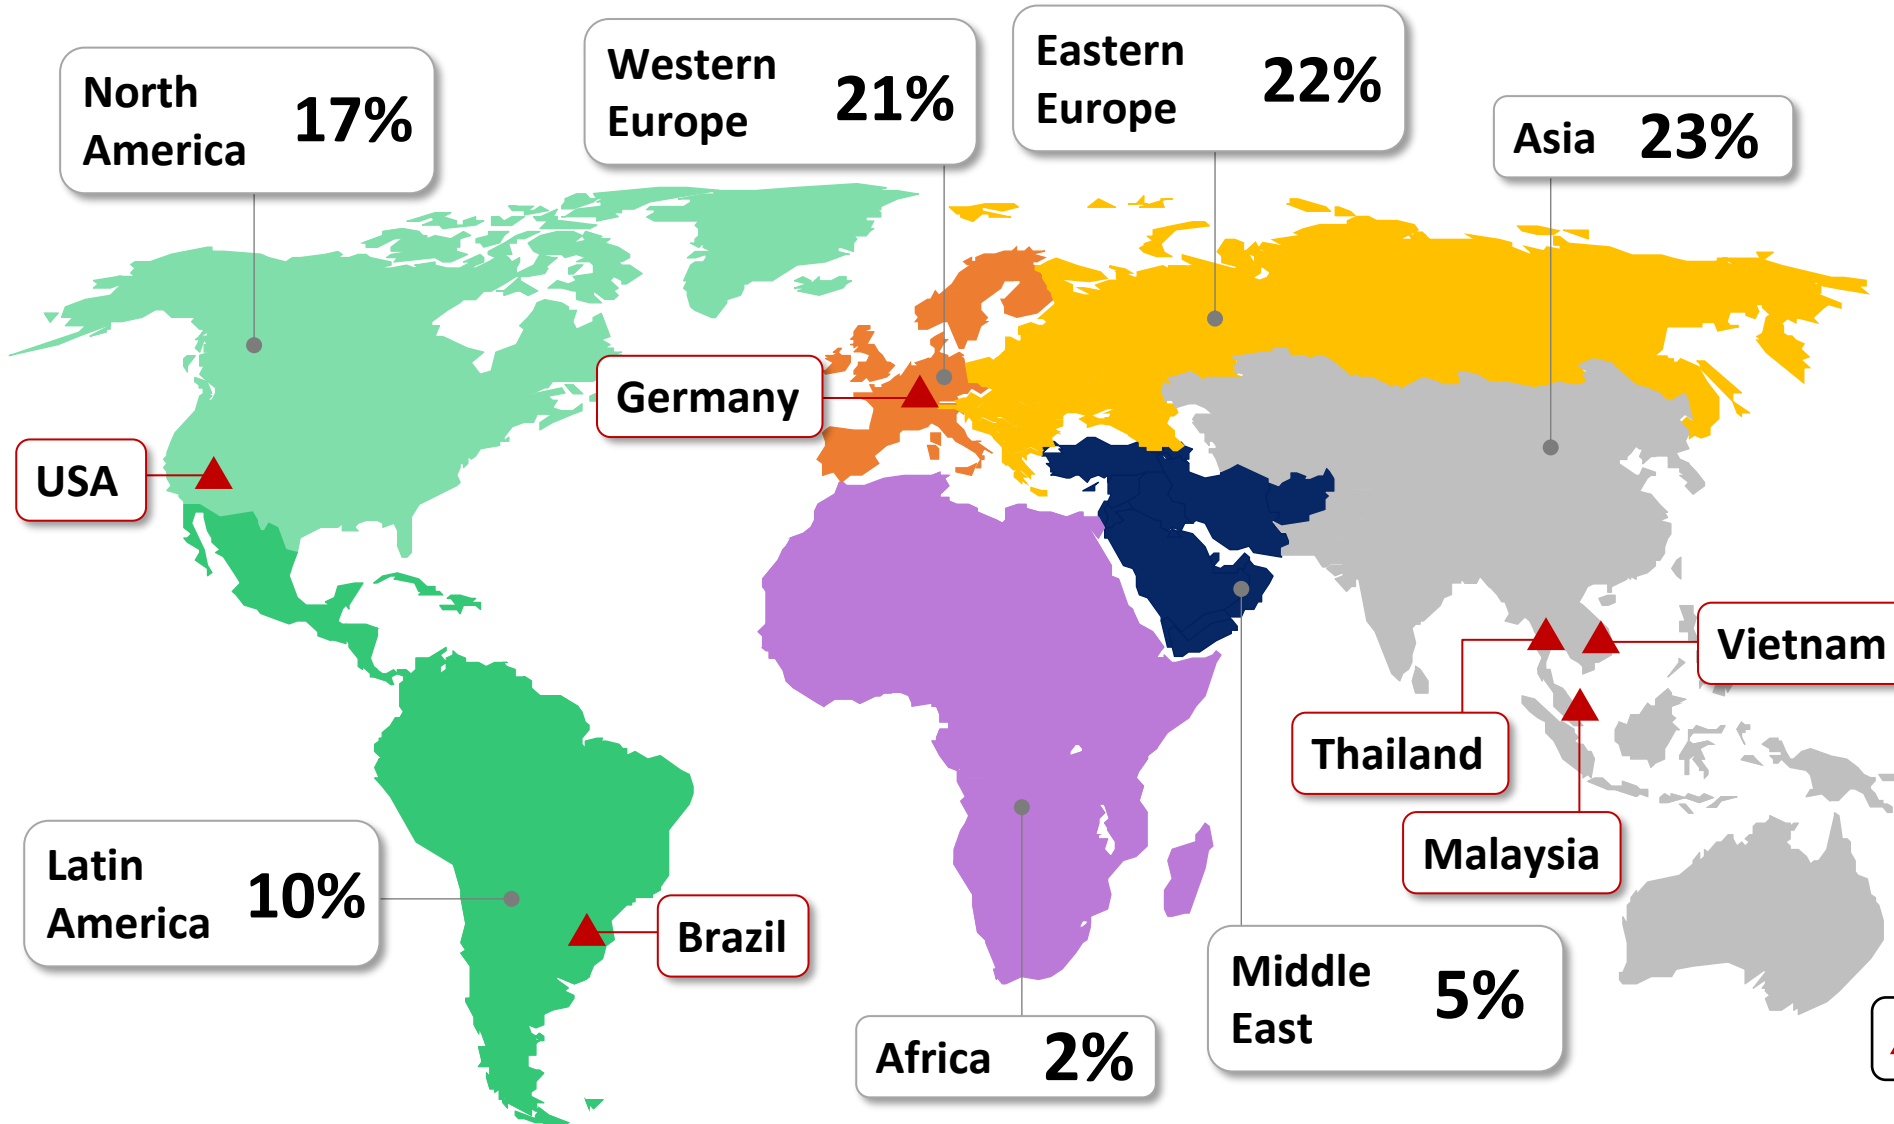 North
America
17%
Western
Europe
21%
Eastern
Europe
22%
Asia 23%
Germany
USA
Vietnam
Thailand
Malaysia
Latin
America
10%
Brazil
Middle
East
5%
Africa 2%